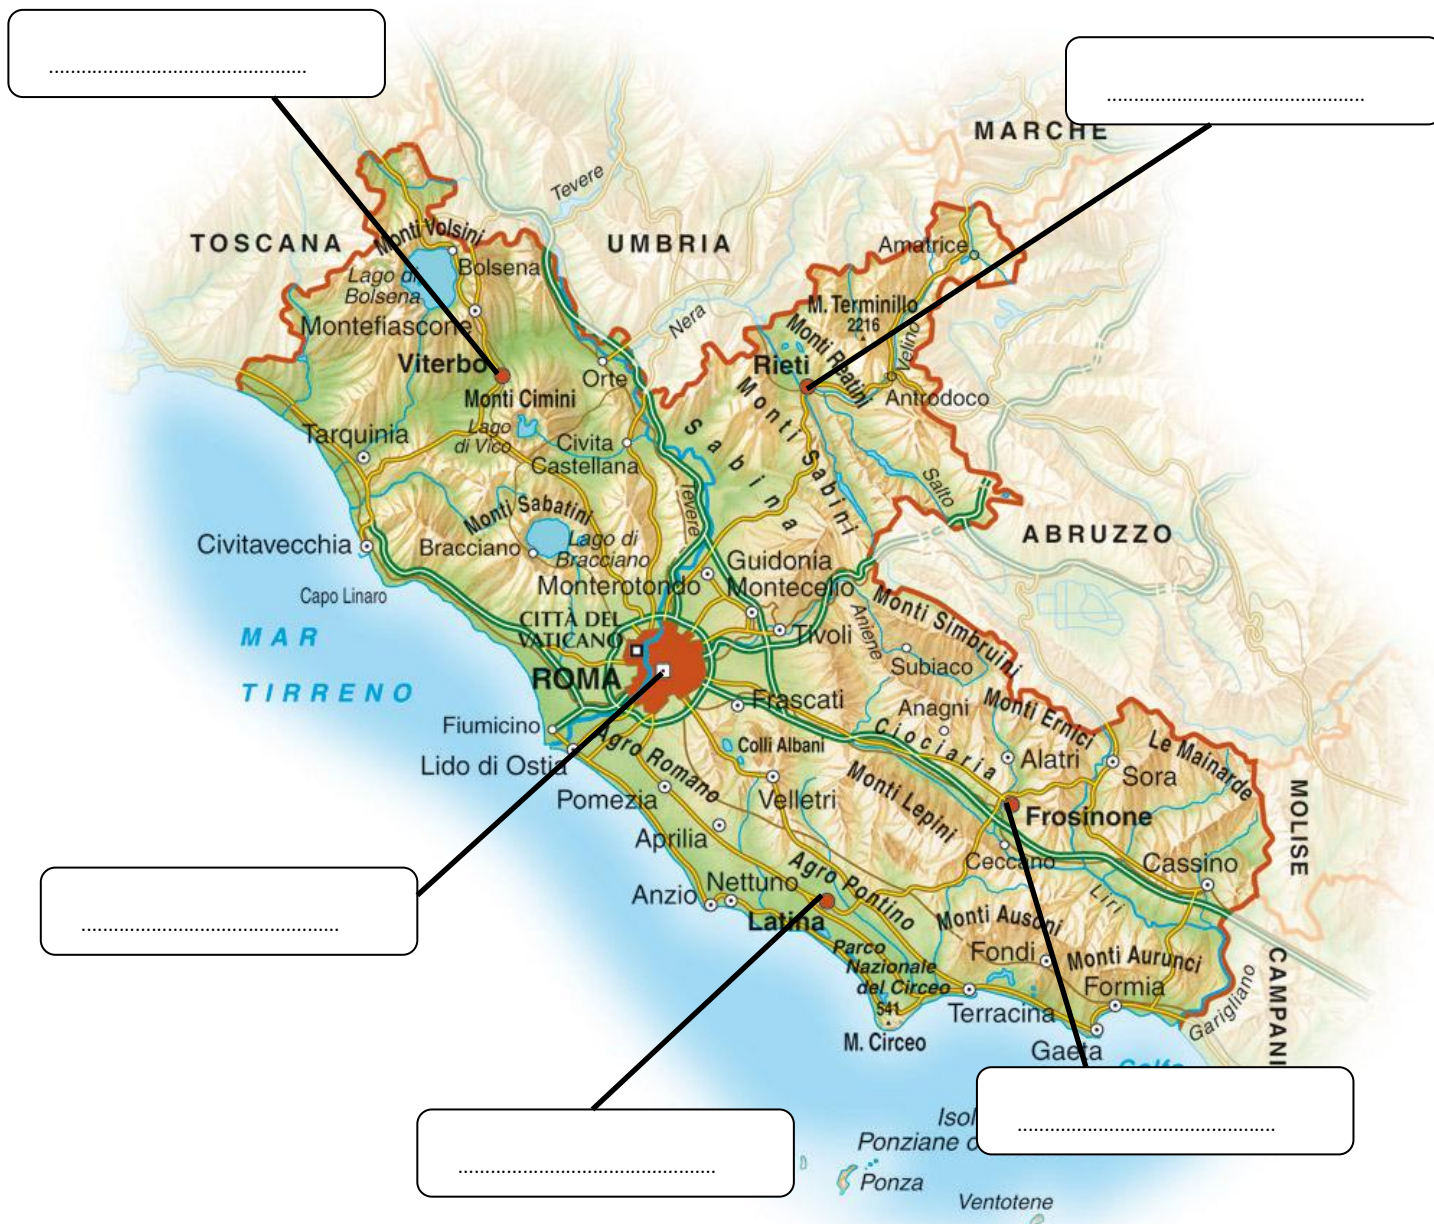 ................................................
................................................
MARCHE
Tevere
TOSCANA
UMBRIA
Monti Volsini
Amatrice
Bolsena
Lago di
Bolsena
M. Terminillo
2216
Nera
Montefiascone
Monti Reatini
Velino
Viterbo
Rieti
Orte
Monti Cimini
Antrodoco
Lago
di Vico
Tarquinia
Civita
Castellana
Sabina
Monti Sabini
Salto
Tevere
Monti Sabatini
ABRUZZO
Civitavecchia
Bracciano
Lago di
Bracciano
Guidonia
Montecelio
Monterotondo
Capo Linaro
CITTÀ DEL
VATICANO
Aniene
Monti Simbruini
MAR
TIRRENO
Tivoli
Subiaco
ROMA
Frascati
Anagni
Monti Ernici
Fiumicino
Ciociaria
Le Mainarde
Lido di Ostia
Agro Romano
Colli Albani
Alatri
Sora
Pomezia
Velletri
Monti Lepini
MOLISE
Frosinone
Aprilia
Ceccano
Cassino
Agro Pontino
Anzio
Nettuno
Liri
Latina
Monti Ausoni
................................................
Parco
Nazionale
del Circeo
Fondi
Monti Aurunci
Formia
CAMPANI
541
Terracina
Garigliano
M. Circeo
Gaeta
Golfo
Isol
Ponziane o
................................................
................................................
Ponza
Ventotene